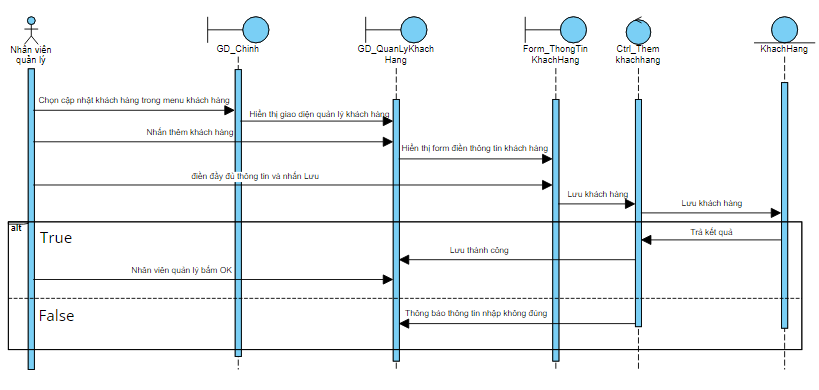 Nhân viên
quản lý
GD_Chinh
GD_QuanLyKhach
Hang
Form_ThongTin
KhachHang
Ctrl_Them
khachhang
KhachHang
Chọn cập nhật khách hàng trong menu khách hàng
Hiển thị giao diện quản lý khách hàng
Nhấn thêm khách hàng
Hiển thị form điền thông tin khách hàng
điền đầy đủ thông tin và nhấn Lưu
Lưu khách hàng
Lưu khách hàng
alt
True
Trả kết quả
Lưu thành công
Nhân viên quản lý bấm OK
False
Thông báo thông tin nhập không đúng